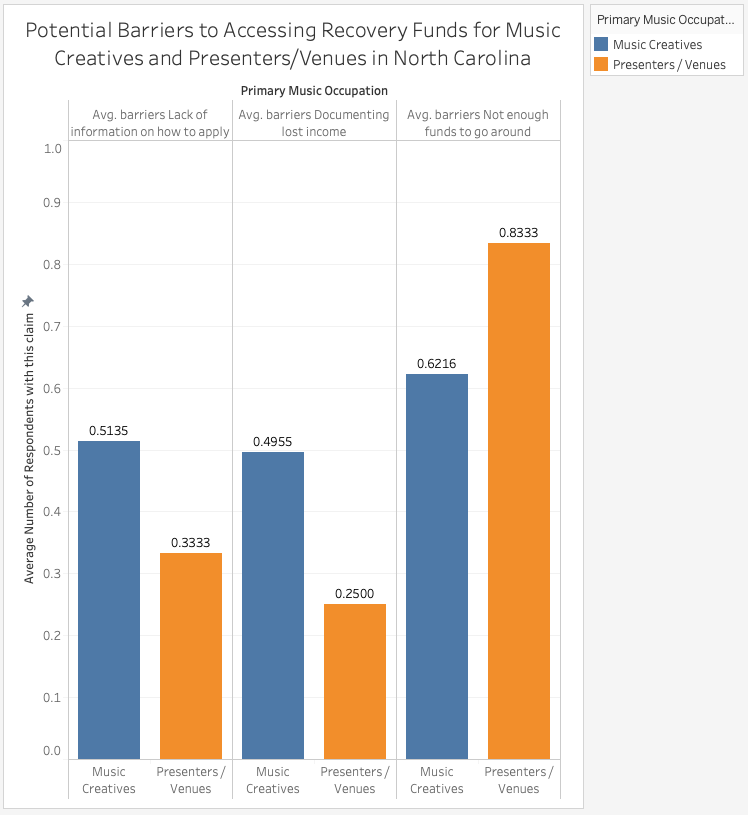 Potential Barriers to Accessing Recovery Funds for Music
Creatives and Presenters/Venues in North Carolina
Primary Music Occupation
Avg. barriers Lack of
information on how to apply
Avg. barriers Documenting
lost income
Avg. barriers Not enough
funds to go around
Average Number of Respondents with this claim
1.0
0.9
0.8
0.7
0.6
0.5
0.4
0.3
0.2
0.1
0.0
0.5135
0.3333
0.4955
0.2500
0.6216
0.8333
Music
Creatives
Presenters /
Venues
Music
Creatives
Presenters /
Venues
Music
Creatives
Presenters /
Venues
Primary Music Occupat...
Music Creatives
Presenters / Venues